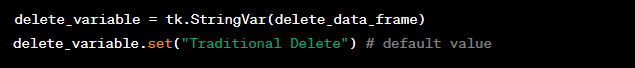 delete_variable = tk.StringVar(delete_data_frame)
delete_variable.set("Traditional Delete") # default value